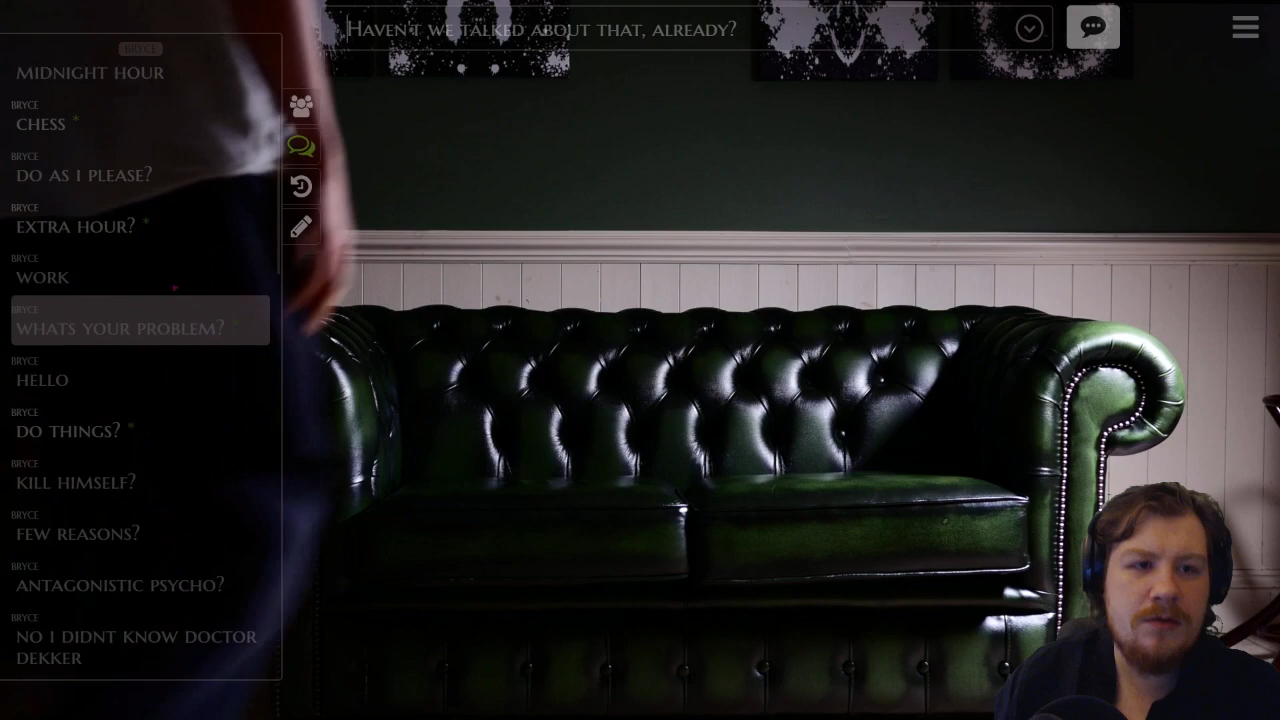 Haven't we talked about that, already?
BRYCE
MIDNIGHT HOUR
BRYCE
CHESS *
BRYCE
DO AS I PLEASE?
BRYCE
EXTRA HOUR? *
BRYCE
WORK
BRYCE
WHATS YOUR PROBLEM? *
BRYCE
HELLO
BRYCE
DO THINGS? *
BRYCE
KILL HIMSELF?
BRYCE
FEW REASONS?
BRYCE
ANTAGONISTIC PSYCHO?
BRYCE
NO I DIDNT KNOW DOCTOR
DEKKER